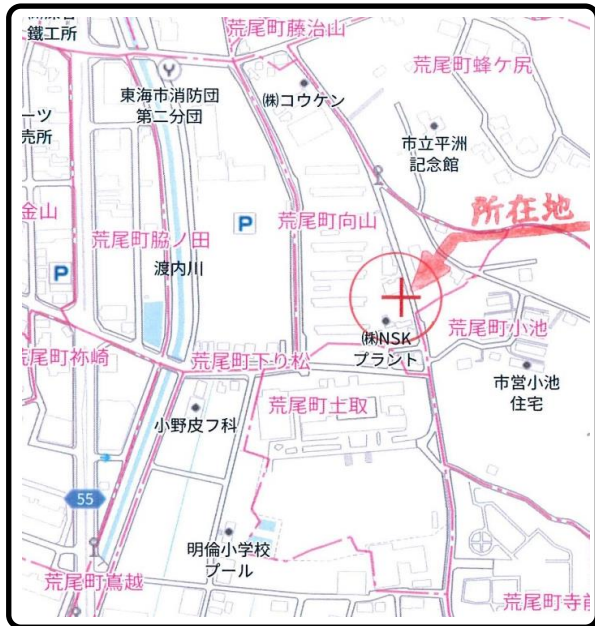 鐵工所
荒尾町藤治山
荒尾町蜂ケ尻
東海市消防団
第二分団
㈱コウケン
ーツ
売所
市立平洲
記念館
所在地
金山
荒尾町脇ノ田
P
荒尾町向山
渡内川
P
㈱NSK
プラント
荒尾町小池
荒尾町祢崎
荒尾町下り松
市営小池
住宅
荒尾町土取
小野皮フ科
55
明倫小学校
プール
荒尾町蔦越
荒尾町寺前